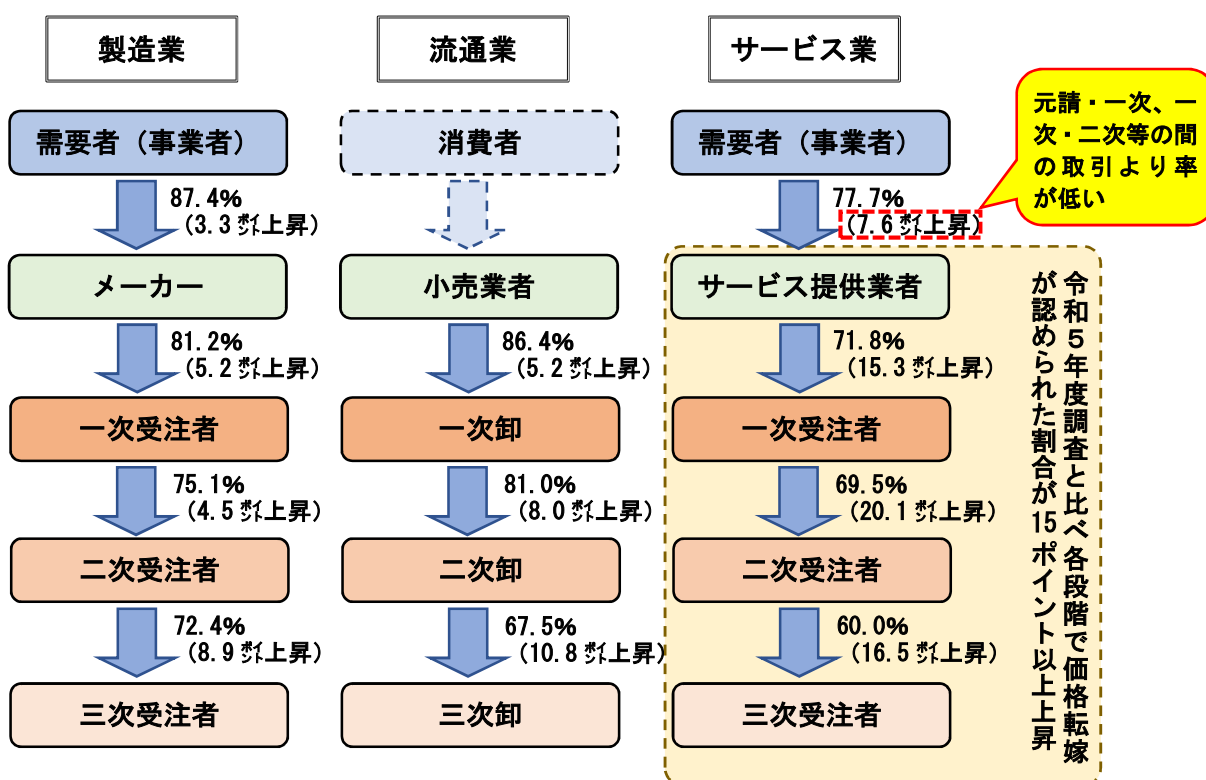 製造業
需要者（事業者）
87.4%
(3.3㌽上昇)
メーカー
81.2%
(5.2㌽上昇)
一次受注者
75.1%
(4.5㌽上昇)
二次受注者
72.4%
(8.9㌽上昇)
三次受注者
流通業
消費者
小売業者
86.4%
(5.2㌽上昇)
一次卸
81.0%
(8.0㌽上昇)
二次卸
67.5%
(10.8㌽上昇)
三次卸
サービス業
需要者（事業者）
77.7%
(7.6㌽上昇)
サービス提供業者
71.8%
(15.3㌽上昇)
一次受注者
69.5%
(20.1㌽上昇)
二次受注者
60.0%
(16.5㌽上昇)
三次受注者
元請・一次、一
次・二次等の間
の取引より率
が低い
令和５年度調査と比べ各段階で価格転嫁
が認められた割合が15ポイント以上上昇